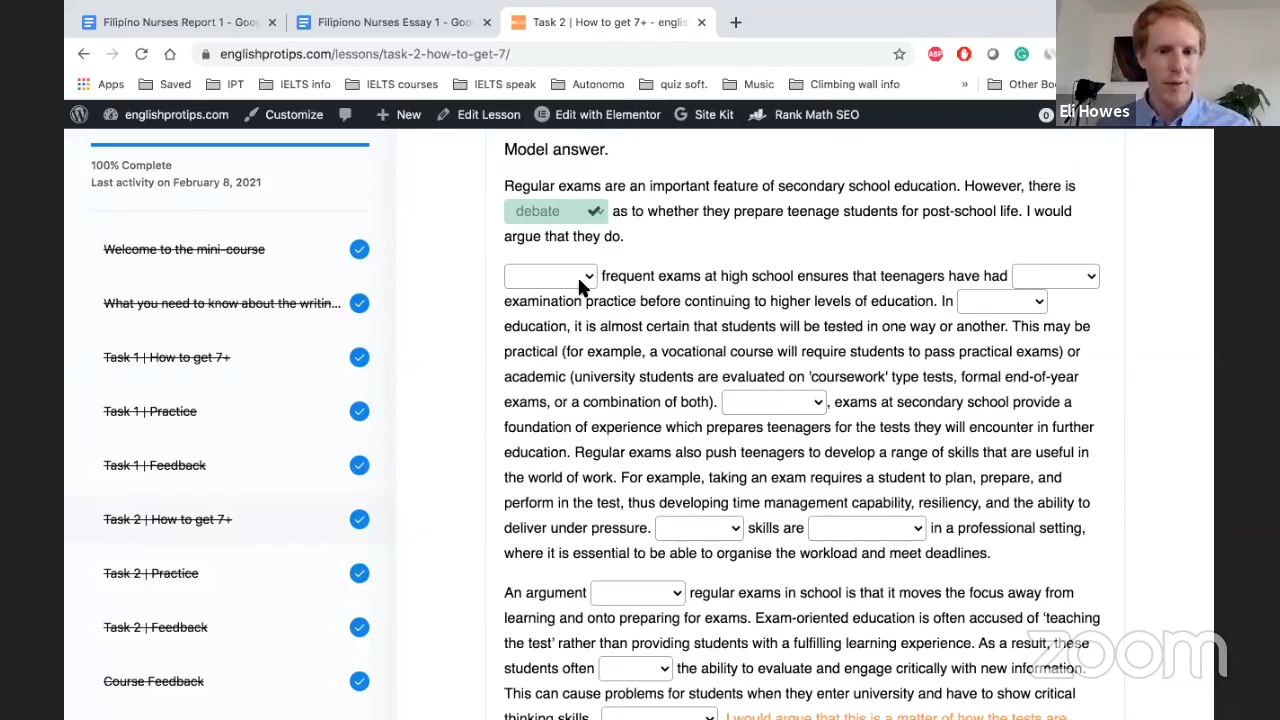 Filipino Nurses Report 1 - Goo
Filipiono Nurses Essay 1 - Goo
Task 2 | How to get 7+ - englis
englishprotips.com/lessons/task-2-how-to-get-7/
ABP
Apps
Saved
IPT
IELTS info
IELTS courses
IELTS speak
Autonomo
quiz soft.
Music
Climbing wall info
»
Other Bo
englishprotips.com
Customize
New
Edit Lesson
Edit with Elementor
Site Kit
Rank Math SEO
0
Eli Howes
100% Complete
Last activity on February 8, 2021
Welcome to the mini-course
What you need to know about the writin...
Task 1 | How to get 7+
Task 1 | Practice
Task 1 | Feedback
Task 2 | How to get 7+
Task 2 | Practice
Task 2 | Feedback
Course Feedback
Model answer.
Regular exams are an important feature of secondary school education. However, there is
debate as to whether they prepare teenage students for post-school life. I would
argue that they do.
frequent exams at high school ensures that teenagers have had
examination practice before continuing to higher levels of education. In
education, it is almost certain that students will be tested in one way or another. This may be
practical (for example, a vocational course will require students to pass practical exams) or
academic (university students are evaluated on 'coursework' type tests, formal end-of-year
exams, or a combination of both). , exams at secondary school provide a
foundation of experience which prepares teenagers for the tests they will encounter in further
education. Regular exams also push teenagers to develop a range of skills that are useful in
the world of work. For example, taking an exam requires a student to plan, prepare, and
perform in the test, thus developing time management capability, resiliency, and the ability to
deliver under pressure. skills are in a professional setting,
where it is essential to be able to organise the workload and meet deadlines.
An argument regular exams in school is that it moves the focus away from
learning and onto preparing for exams. Exam-oriented education is often accused of 'teaching
the test' rather than providing students with a fulfilling learning experience. As a result, these
students often the ability to evaluate and engage critically with new information.
This can cause problems for students when they enter university and have to show critical
thinking skills. I would argue that this is a matter of how the tests are
zoom